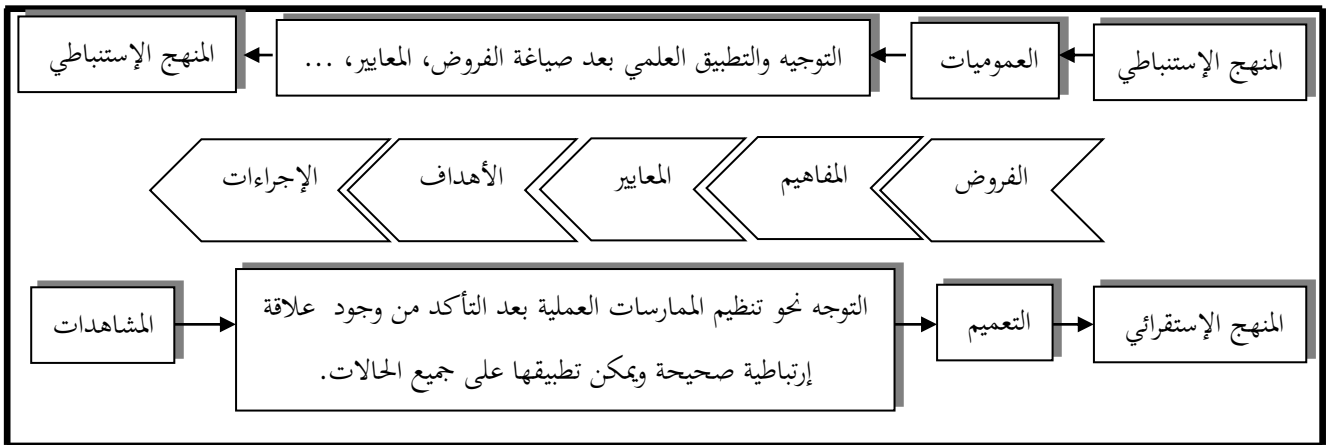 المنهج الإستنباطي
العموميات
التوجيه والتطبيق العلمي بعد صياغة الفروض، المعايير، ...
المنهج الإستنباطي
الفروض
المفاهيم
المعايير
الأهداف
الإجراءات
المنهج الإستقرائي
التعميم
التوجه نحو تنظيم الممارسات العملية بعد التأكد من وجود علاقة
إرتباطية صحيحة ويمكن تطبيقها على جميع الحالات.
المشاهدات